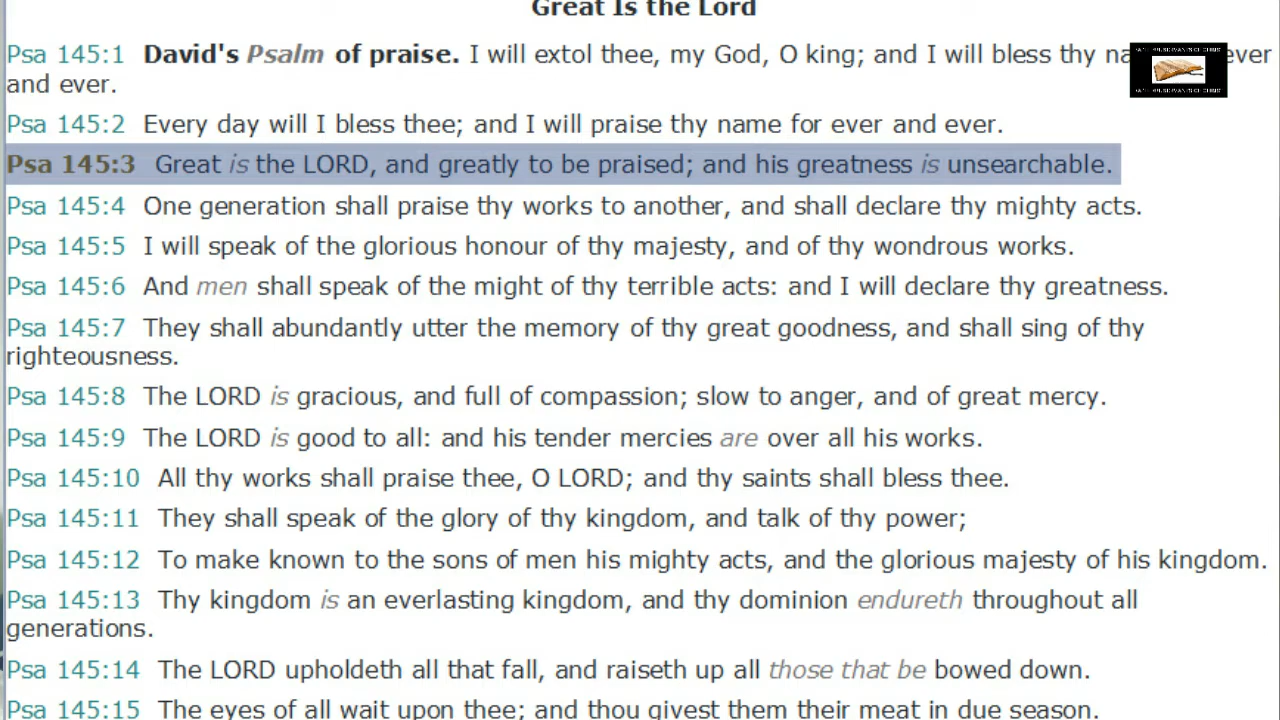 Great Is the Lord
Psa 145:1 David's Psalm of praise. I will extol thee, my God, O king; and I will bless thy ever
and ever.
Psa 145:2 Every day will I bless thee; and I will praise thy name for ever and ever.
Psa 145:3 Great is the LORD, and greatly to be praised; and his greatness is unsearchable.
Psa 145:4 One generation shall praise thy works to another, and shall declare thy mighty acts.
Psa 145:5 I will speak of the glorious honour of thy majesty, and of thy wondrous works.
Psa 145:6 And men shall speak of the might of thy terrible acts: and I will declare thy greatness.
Psa 145:7 They shall abundantly utter the memory of thy great goodness, and shall sing of thy
righteousness.
Psa 145:8 The LORD is gracious, and full of compassion; slow to anger, and of great mercy.
Psa 145:9 The LORD is good to all: and his tender mercies are over all his works.
Psa 145:10 All thy works shall praise thee, O LORD; and thy saints shall bless thee.
Psa 145:11 They shall speak of the glory of thy kingdom, and talk of thy power;
Psa 145:12 To make known to the sons of men his mighty acts, and the glorious majesty of his kingdom.
Psa 145:13 Thy kingdom is an everlasting kingdom, and thy dominion endureth throughout all
generations.
Psa 145:14 The LORD upholdeth all that fall, and raiseth up all those that be bowed down.
Psa 145:15 The eyes of all wait upon thee; and thou givest them their meat in due season.